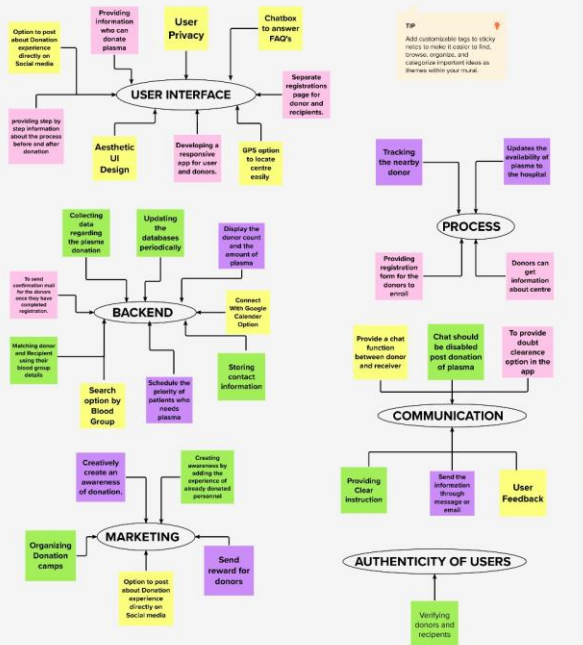 Providing
information
who can
donate
plasma
User
Privacy
Chatbox
to answer
FAQ's
Option to post
about Donation
experience
directly on
Social media
USER INTERFACE
Separate
registrations
page for
donor and
recipients.
providing step by
step information
about the process
before and after
donation
Aesthetic
UI
Design
Developing a
responsive
app for user
and donors.
GPS option
to locate
centre
easily
TIP
Add customizable tags to sticky
notes to make it easier to find,
browse, organize, and
categorize important ideas as
themes within your mural.
Tracking
the nearby
donor
Updates the
availability of
plasma to the
hospital
PROCESS
Providing
registration
form for the
donors to
enroll
Donors can
get
information
about centre
Collecting
data
regarding
the plasma
donation
Updating
the
databases
periodically
Display the
donor count
and the
amount of
plasma
To send
confirmation mail
for the donors
once they have
completed
registration.
BACKEND
Connect
With Google
Calender
Option
Matching donor
and Recipient
using their
blood group
details
Search
option by
Blood
Group
Schedule the
priority of
patients who
needs
plasma
Storing
contact
information
Provide a chat
function
between donor
and receiver
Chat should
be disabled
post donation
of plasma
To provide
doubt
clearance
option in the
app
COMMUNICATION
Providing
Clear
instruction
Send the
information
through
message or
email
User
Feedback
Creatively
create an
awareness
of donation.
Creating
awareness by
adding the
experience of
already donated
personnel
MARKETING
Organizing
Donation
camps
Option to post
about Donation
experience
directly on
Social media
Send
reward for
donors
AUTHENTICITY OF USERS
Verifying
donors and
recipents